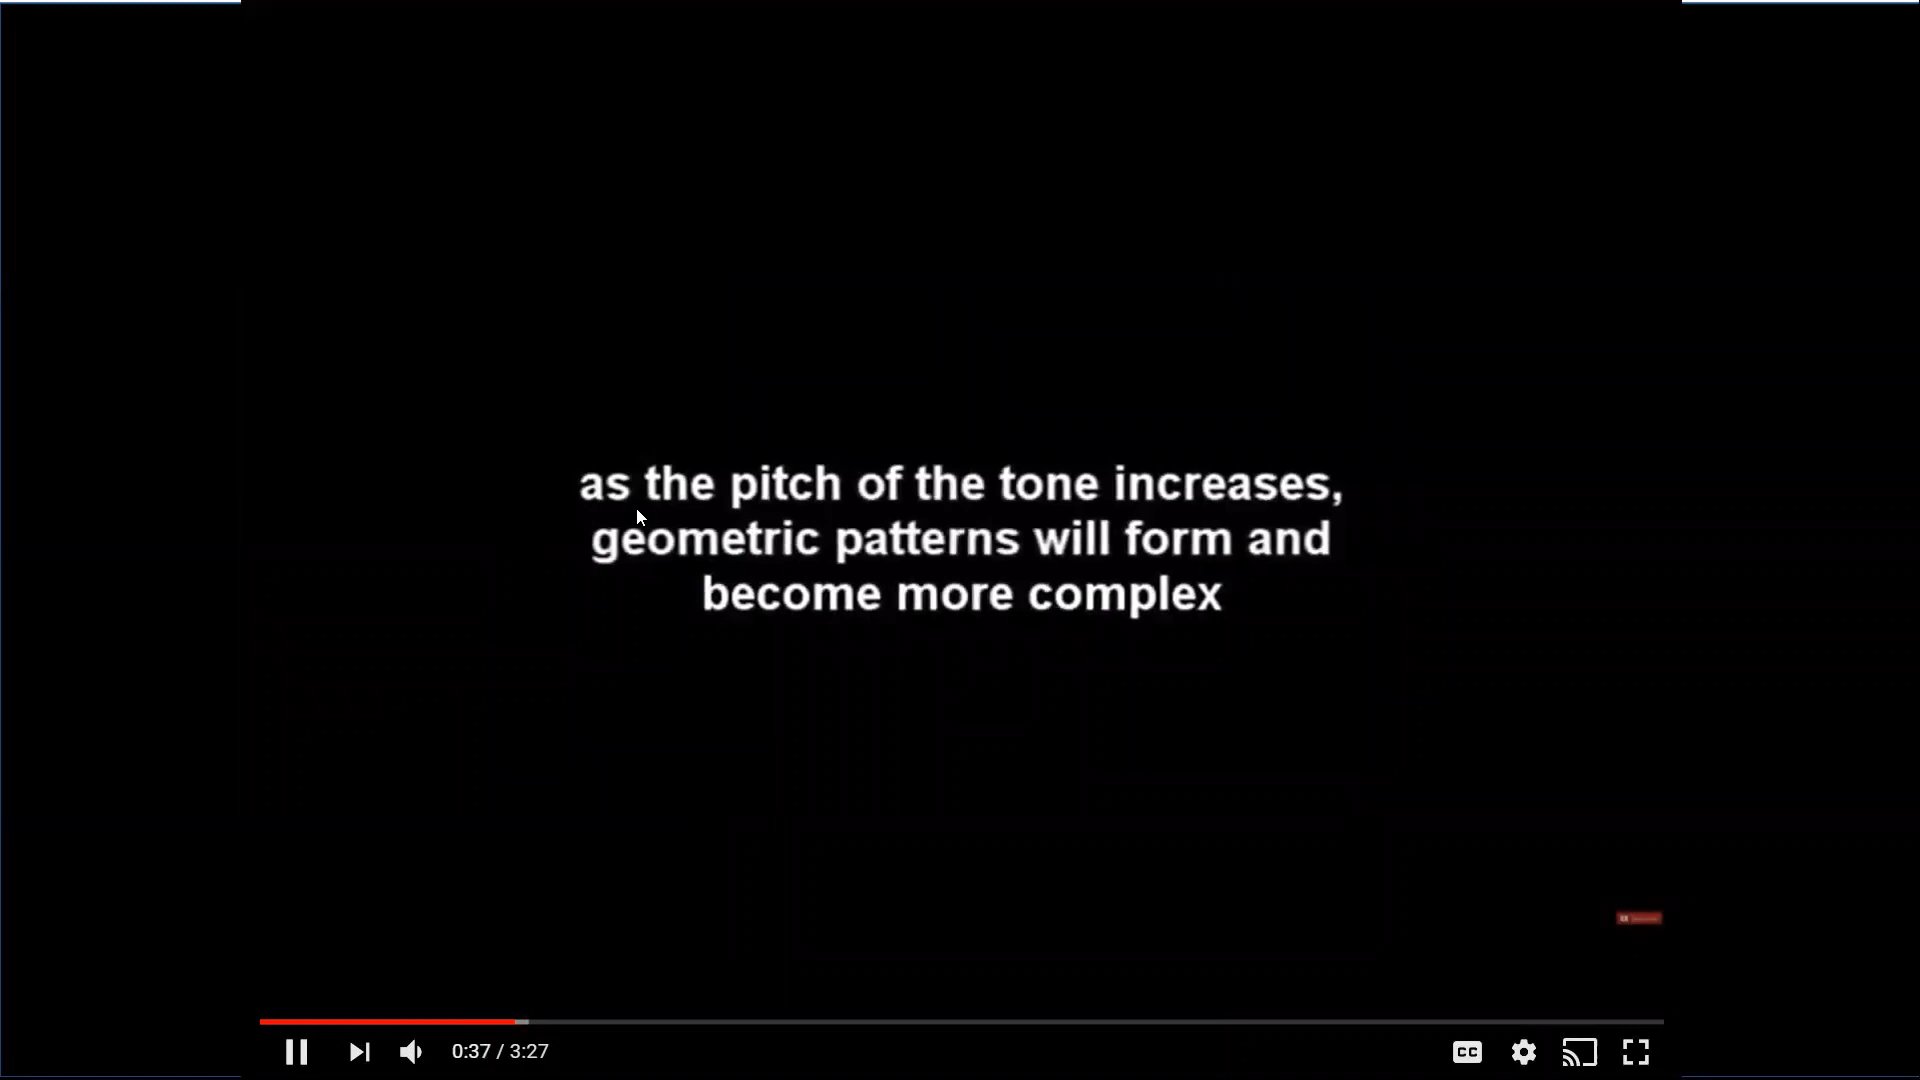 as the pitch of the tone increases,
geometric patterns will form and
become more complex
0:37 / 3:27
CC